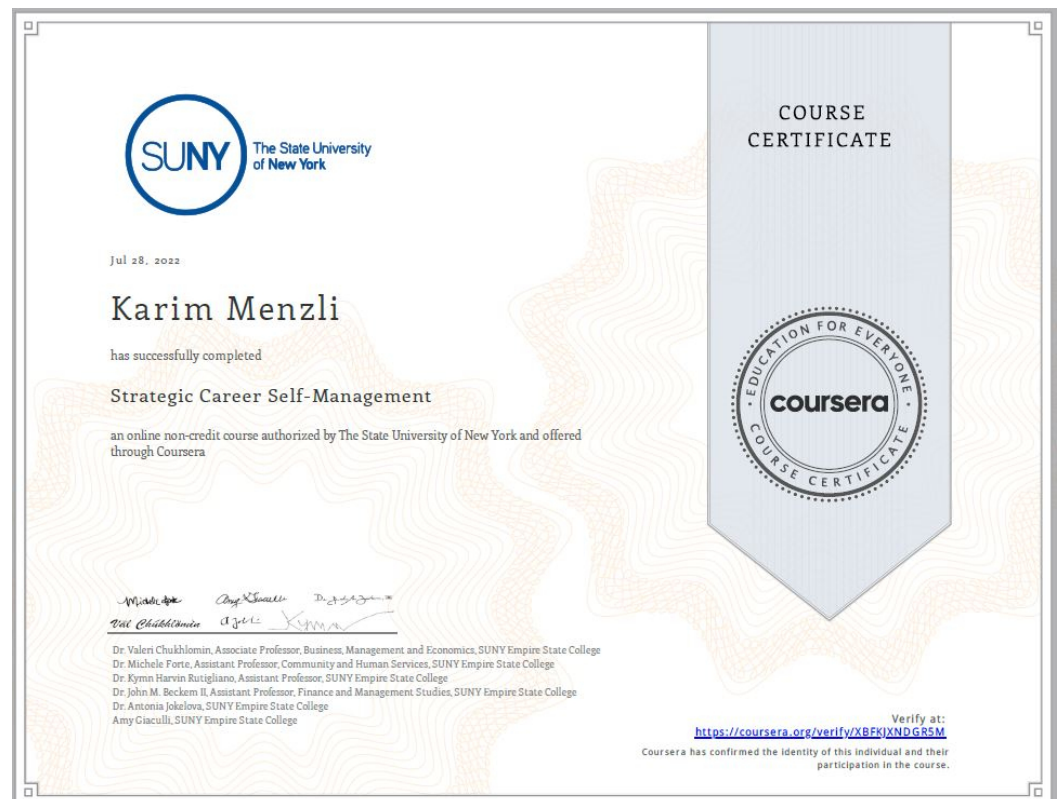 SUNY
The State University
of New York
COURSE
CERTIFICATE
Jul 28, 2022
Karim Menzli
has successfully completed
Strategic Career Self-Management
an online non-credit course authorized by The State University of New York and offered
through Coursera
EDUCATION FOR EVERYONE
coursera
COURSE CERTIFICATE
Val Chukhlomin
Dr. Valeri Chukhlomin, Associate Professor, Business, Management and Economics, SUNY Empire State College
Dr. Michele Forte, Assistant Professor, Community and Human Services, SUNY Empire State College
Dr. Kymn Harvin Rutigliano, Assistant Professor, SUNY Empire State College
Dr. John M. Beckem II, Assistant Professor, Finance and Management Studies, SUNY Empire State College
Dr. Antonia Jokelova, SUNY Empire State College
Amy Giaculli, SUNY Empire State College
Verify at:
https://coursera.org/verify/XBFKJXNDGR5M
Coursera has confirmed the identity of this individual and their
participation in the course.